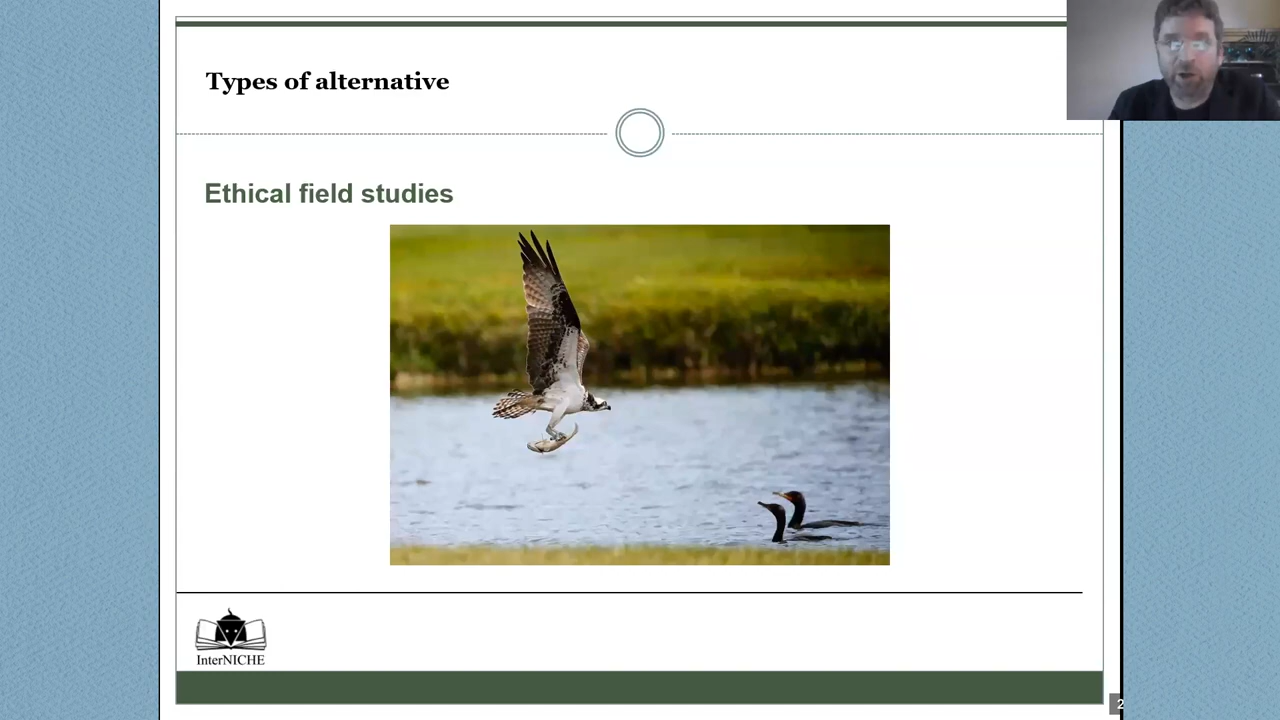 Types of alternative
Ethical field studies
InterNICHE
2